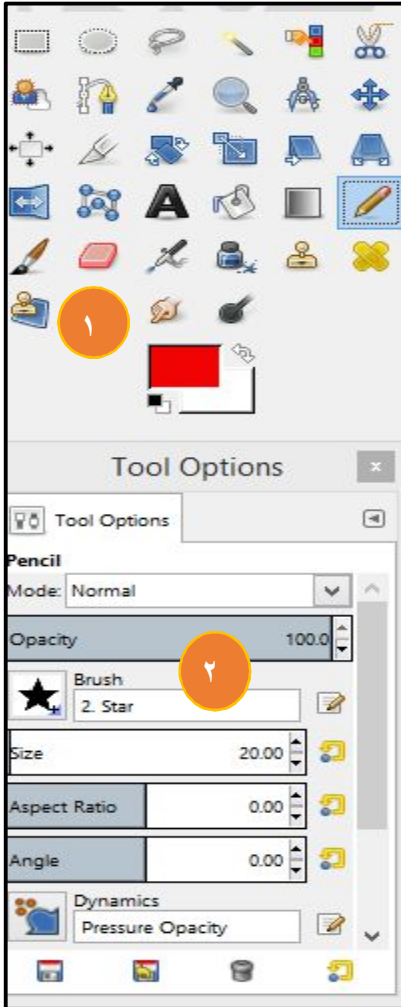 ١
Tool Options
Tool Options
Pencil
Mode: Normal
Opacity 100.0
٢
Brush
2. Star
Size 20.00
Aspect Ratio 0.00
Angle 0.00
Dynamics
Pressure Opacity